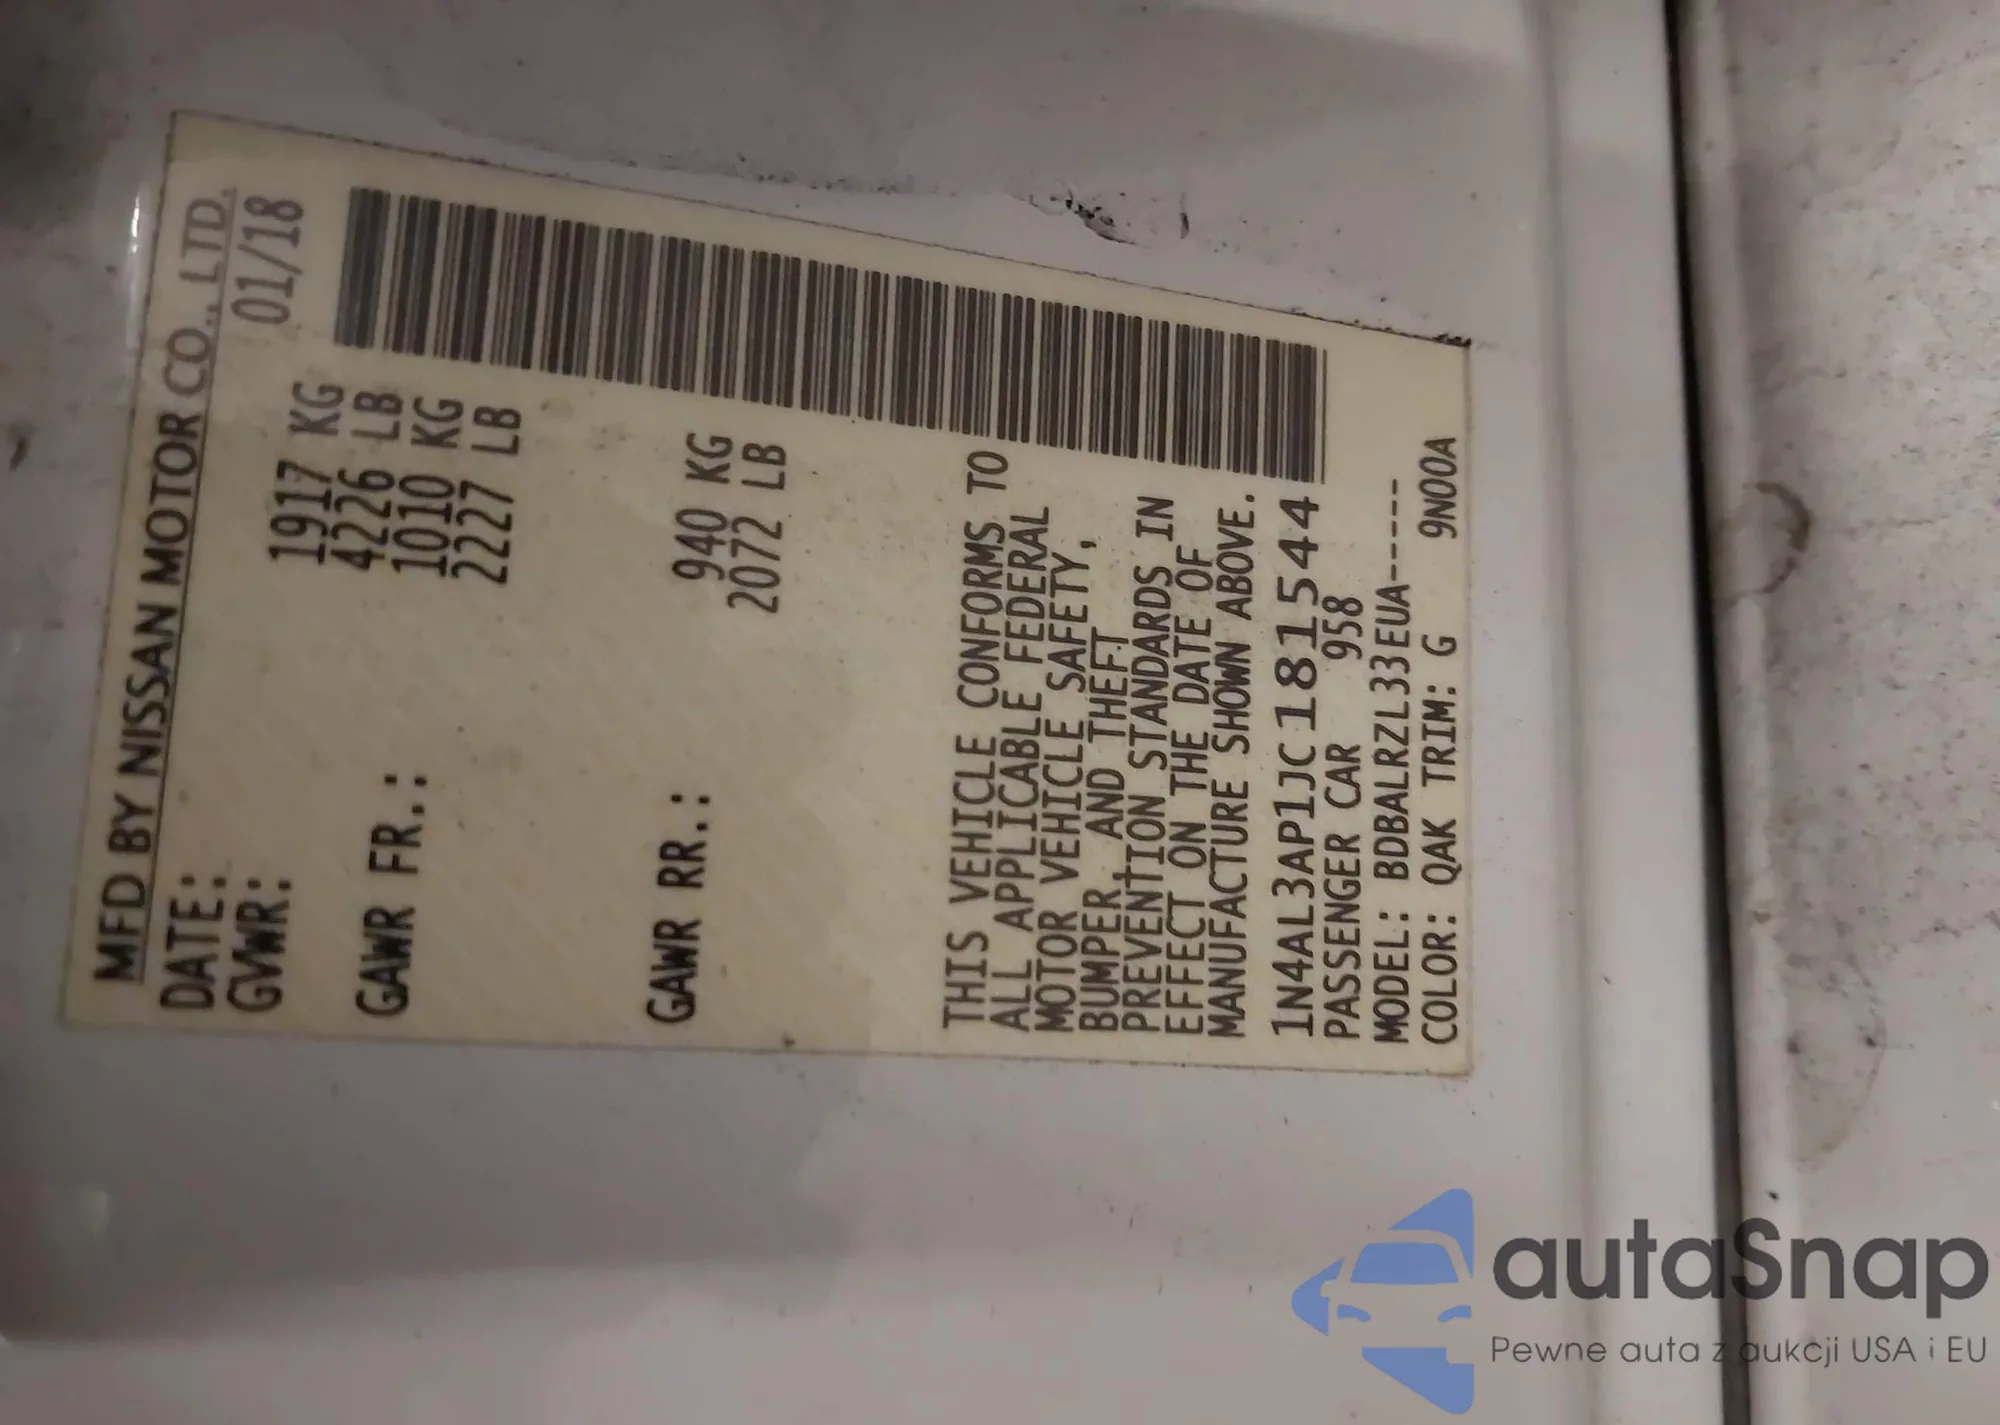 MFD BY NISSAN MOTOR CO., LTD.
DATE: 01/18
GVWR: 1917 KG
4226 LB
GAWR FR.: 1010 KG
2227 LB
GAWR RR.: 940 KG
2072 LB
THIS VEHICLE CONFORMS TO
ALL APPLICABLE FEDERAL
MOTOR VEHICLE SAFETY,
BUMPER, AND THEFT
PREVENTION STANDARDS IN
EFFECT ON THE DATE OF
MANUFACTURE SHOWN ABOVE.
1N4AL3AP1JC181544
PASSENGER CAR 958
MODEL: BDBALRZL33EUA-----
COLOR: QAK TRIM: G 9N00A
autaSnap
Pewne auta z aukcji USA i EU